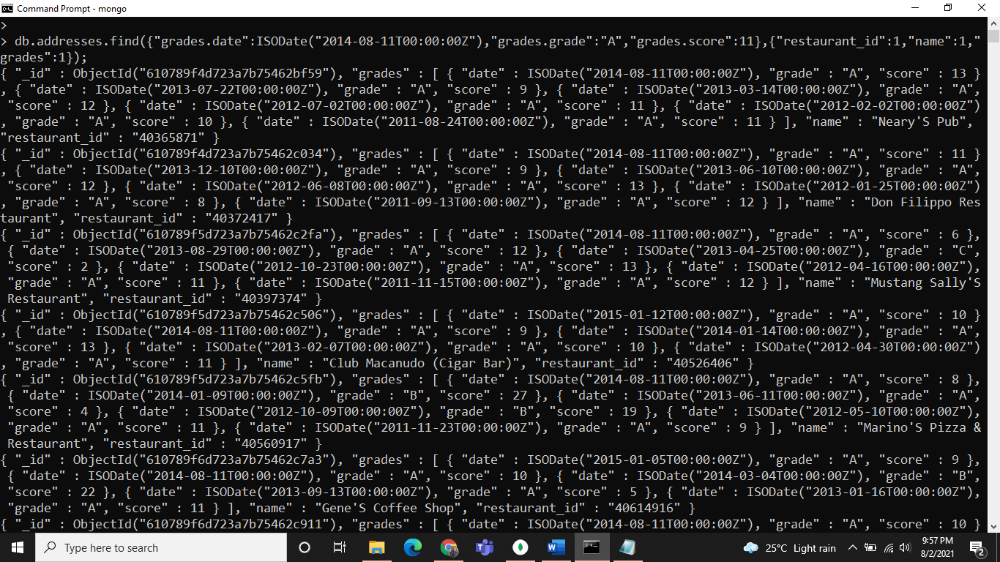 Command Prompt - mongo
>
> db.addresses.find({"grades.date":ISODate("2014-08-11T00:00:00Z"),"grades.grade":"A","grades.score":11},{"restaurant_id":1,"name":1,"
grades":1});
{ "_id" : ObjectId("610789f4d723a7b75462bf59"), "grades" : [ { "date" : ISODate("2014-08-11T00:00:00Z"), "grade" : "A", "score" : 13 }
, { "date" : ISODate("2013-07-22T00:00:00Z"), "grade" : "A", "score" : 9 }, { "date" : ISODate("2013-03-14T00:00:00Z"), "grade" : "A",
 "score" : 12 }, { "date" : ISODate("2012-07-02T00:00:00Z"), "grade" : "A", "score" : 11 }, { "date" : ISODate("2012-02-02T00:00:00Z")
, "grade" : "A", "score" : 10 }, { "date" : ISODate("2011-08-24T00:00:00Z"), "grade" : "A", "score" : 11 } ], "name" : "Neary'S Pub",
"restaurant_id" : "40365871" }
{ "_id" : ObjectId("610789f4d723a7b75462c034"), "grades" : [ { "date" : ISODate("2014-08-11T00:00:00Z"), "grade" : "A", "score" : 11 }
, { "date" : ISODate("2013-12-10T00:00:00Z"), "grade" : "A", "score" : 9 }, { "date" : ISODate("2013-06-10T00:00:00Z"), "grade" : "A",
 "score" : 12 }, { "date" : ISODate("2012-06-08T00:00:00Z"), "grade" : "A", "score" : 13 }, { "date" : ISODate("2012-01-25T00:00:00Z")
, "grade" : "A", "score" : 8 }, { "date" : ISODate("2011-09-13T00:00:00Z"), "grade" : "A", "score" : 12 } ], "name" : "Don Filippo Res
taurant", "restaurant_id" : "40372417" }
{ "_id" : ObjectId("610789f5d723a7b75462c2fa"), "grades" : [ { "date" : ISODate("2014-08-11T00:00:00Z"), "grade" : "A", "score" : 6 },
 { "date" : ISODate("2013-08-29T00:00:00Z"), "grade" : "A", "score" : 12 }, { "date" : ISODate("2013-04-25T00:00:00Z"), "grade" : "C",
 "score" : 2 }, { "date" : ISODate("2012-10-23T00:00:00Z"), "grade" : "A", "score" : 13 }, { "date" : ISODate("2012-04-16T00:00:00Z"),
 "grade" : "A", "score" : 11 }, { "date" : ISODate("2011-11-15T00:00:00Z"), "grade" : "A", "score" : 12 } ], "name" : "Mustang Sally'S
 Restaurant", "restaurant_id" : "40397374" }
{ "_id" : ObjectId("610789f5d723a7b75462c506"), "grades" : [ { "date" : ISODate("2015-01-12T00:00:00Z"), "grade" : "A", "score" : 10 }
, { "date" : ISODate("2014-08-11T00:00:00Z"), "grade" : "A", "score" : 9 }, { "date" : ISODate("2014-01-14T00:00:00Z"), "grade" : "A",
 "score" : 13 }, { "date" : ISODate("2013-02-07T00:00:00Z"), "grade" : "A", "score" : 10 }, { "date" : ISODate("2012-04-30T00:00:00Z")
, "grade" : "A", "score" : 11 } ], "name" : "Club Macanudo (Cigar Bar)", "restaurant_id" : "40526406" }
{ "_id" : ObjectId("610789f5d723a7b75462c5fb"), "grades" : [ { "date" : ISODate("2014-08-11T00:00:00Z"), "grade" : "A", "score" : 8 },
 { "date" : ISODate("2014-01-09T00:00:00Z"), "grade" : "B", "score" : 27 }, { "date" : ISODate("2013-06-11T00:00:00Z"), "grade" : "A",
 "score" : 4 }, { "date" : ISODate("2012-10-09T00:00:00Z"), "grade" : "B", "score" : 19 }, { "date" : ISODate("2012-05-10T00:00:00Z"),
 "grade" : "A", "score" : 11 }, { "date" : ISODate("2011-11-23T00:00:00Z"), "grade" : "A", "score" : 9 } ], "name" : "Marino'S Pizza &
 Restaurant", "restaurant_id" : "40560917" }
{ "_id" : ObjectId("610789f6d723a7b75462c7a3"), "grades" : [ { "date" : ISODate("2015-01-05T00:00:00Z"), "grade" : "A", "score" : 9 },
 { "date" : ISODate("2014-08-11T00:00:00Z"), "grade" : "A", "score" : 10 }, { "date" : ISODate("2014-03-04T00:00:00Z"), "grade" : "B",
 "score" : 22 }, { "date" : ISODate("2013-09-13T00:00:00Z"), "grade" : "A", "score" : 5 }, { "date" : ISODate("2013-01-16T00:00:00Z"),
 "grade" : "A", "score" : 11 } ], "name" : "Gene'S Coffee Shop", "restaurant_id" : "40614916" }
{ "_id" : ObjectId("610789f6d723a7b75462c911"), "grades" : [ { "date" : ISODate("2014-08-11T00:00:00Z"), "grade" : "A", "score" : 10 }
Type here to search
25°C Light rain
9:57 PM
8/2/2021
2